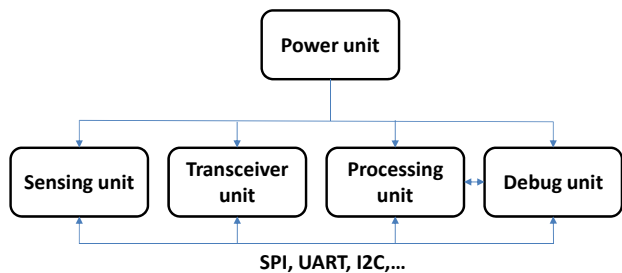 Power unit
Sensing unit
Transceiver
unit
Processing
unit
Debug unit
SPI, UART, I2C,...